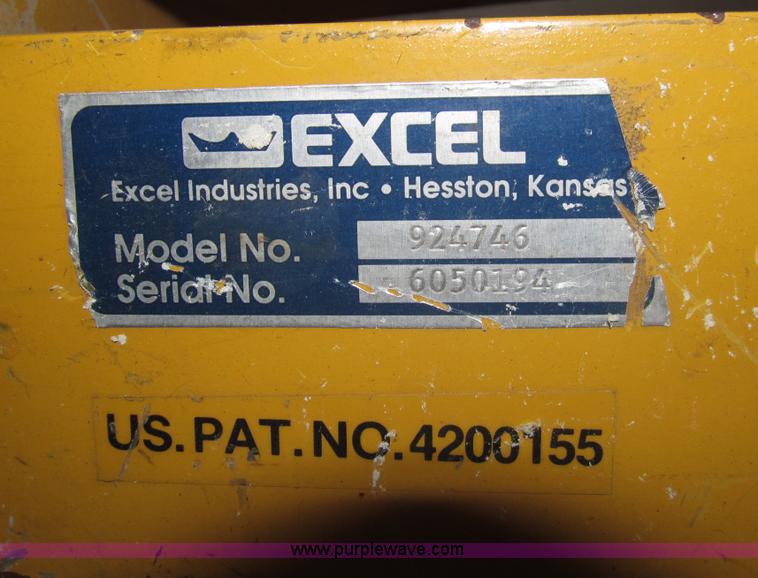 EXCEL
Excel Industries, Inc • Hesston, Kansas
Model No. 924746
Serial No. 6050194
US. PAT. NO. 4200155
www.purplewave.com